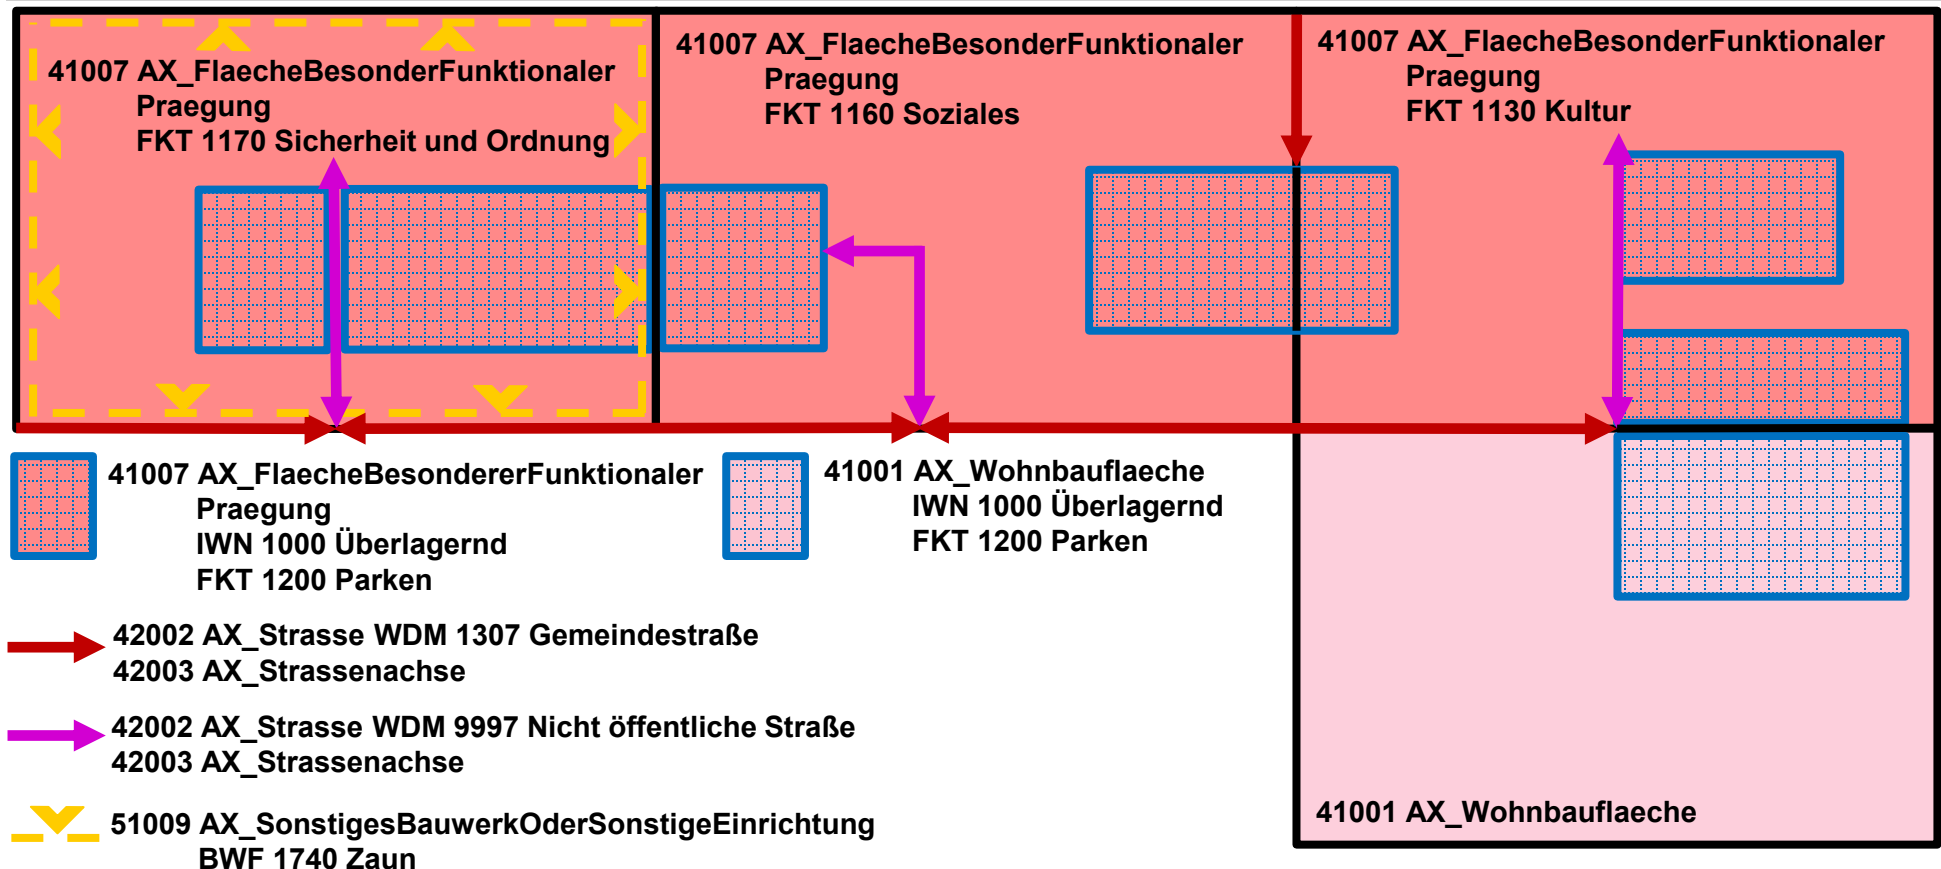 41007 AX_FlaecheBesonderFunktionaler
Praegung
FKT 1170 Sicherheit und Ordnung
41007 AX_FlaecheBesonderFunktionaler
Praegung
FKT 1160 Soziales
41007 AX_FlaecheBesonderFunktionaler
Praegung
FKT 1130 Kultur
41007 AX_FlaecheBesondererFunktionaler
Praegung
IWN 1000 Überlagernd
FKT 1200 Parken
41001 AX_Wohnbauflaeche
IWN 1000 Überlagernd
FKT 1200 Parken
42002 AX_Strasse WDM 1307 Gemeindestraße
42003 AX_Strassenachse
42002 AX_Strasse WDM 9997 Nicht öffentliche Straße
42003 AX_Strassenachse
51009 AX_SonstigesBauwerkOderSonstigeEinrichtung
BWF 1740 Zaun
41001 AX_Wohnbauflaeche